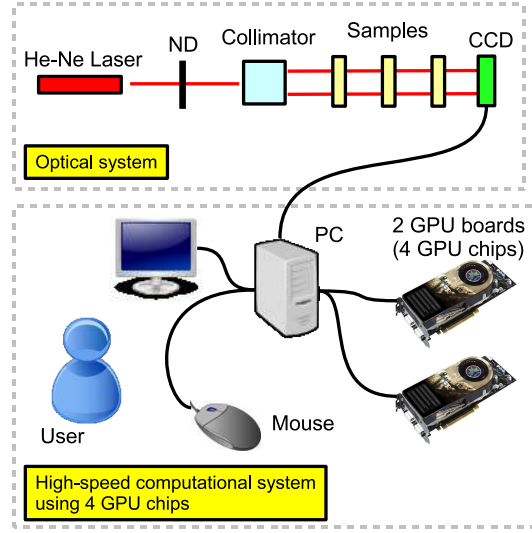 He-Ne Laser
ND
Collimator
Samples
CCD
Optical system
PC
2 GPU boards
(4 GPU chips)
User
Mouse
High-speed computational system
using 4 GPU chips